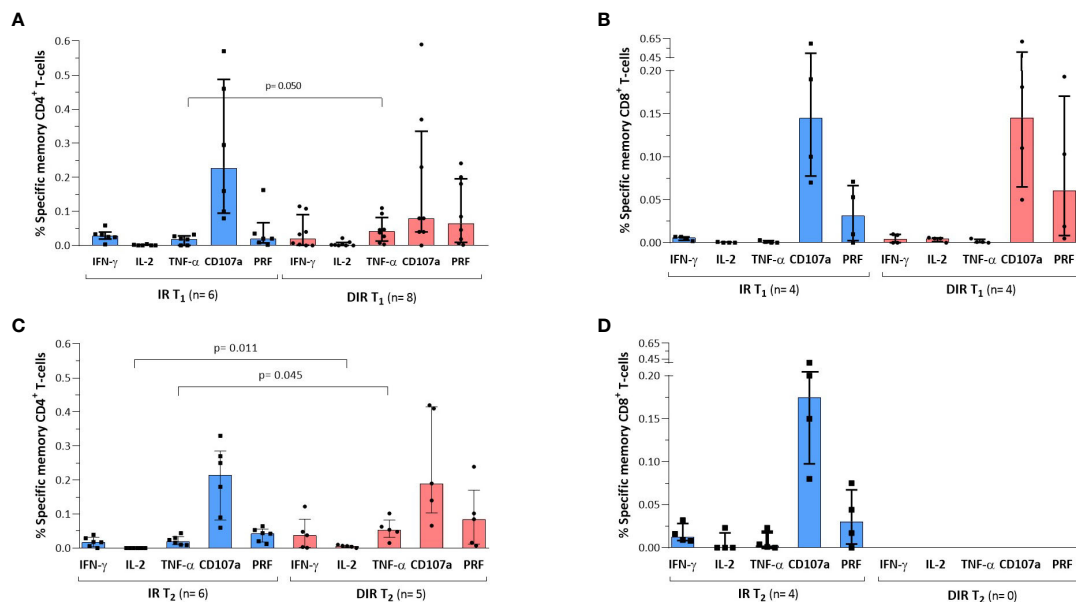 A
% Specific memory CD4+ T-cells
0.6
0.5
0.4
0.3
0.2
0.1
0.0
p= 0.050
IFN-γ IL-2 TNF-α CD107a PRF IFN-γ IL-2 TNF-α CD107a PRF
IR T1 (n= 6) DIR T1 (n= 8)
B
% Specific memory CD8+ T-cells
0.65
0.45
0.20
0.15
0.10
0.05
0.00
IFN-γ IL-2 TNF-α CD107a PRF IFN-γ IL-2 TNF-α CD107a PRF
IR T1 (n= 4) DIR T1 (n= 4)
C
% Specific memory CD4+ T-cells
0.6
0.5
0.4
0.3
0.2
0.1
0.0
p= 0.011
p= 0.045
IFN-γ IL-2 TNF-α CD107a PRF IFN-γ IL-2 TNF-α CD107a PRF
IR T2 (n= 6) DIR T2 (n= 5)
D
% Specific memory CD8+ T-cells
0.65
0.45
0.20
0.15
0.10
0.05
0.00
IFN-γ IL-2 TNF-α CD107a PRF IFN-γ IL-2 TNF-α CD107a PRF
IR T2 (n= 4) DIR T2 (n= 0)